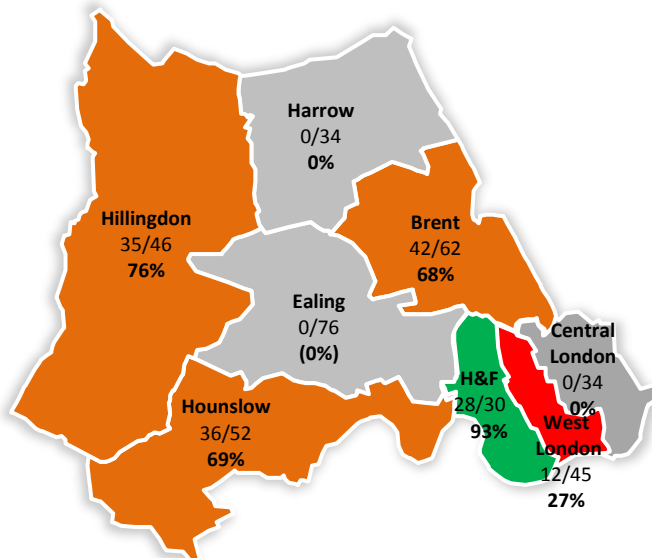 Harrow
0/34
0%
Hillingdon
35/46
76%
Brent
42/62
68%
Ealing
0/76
(0%)
Central
London
0/34
0%
H&F
28/30
93%
Hounslow
36/52
69%
West
London
12/45
27%